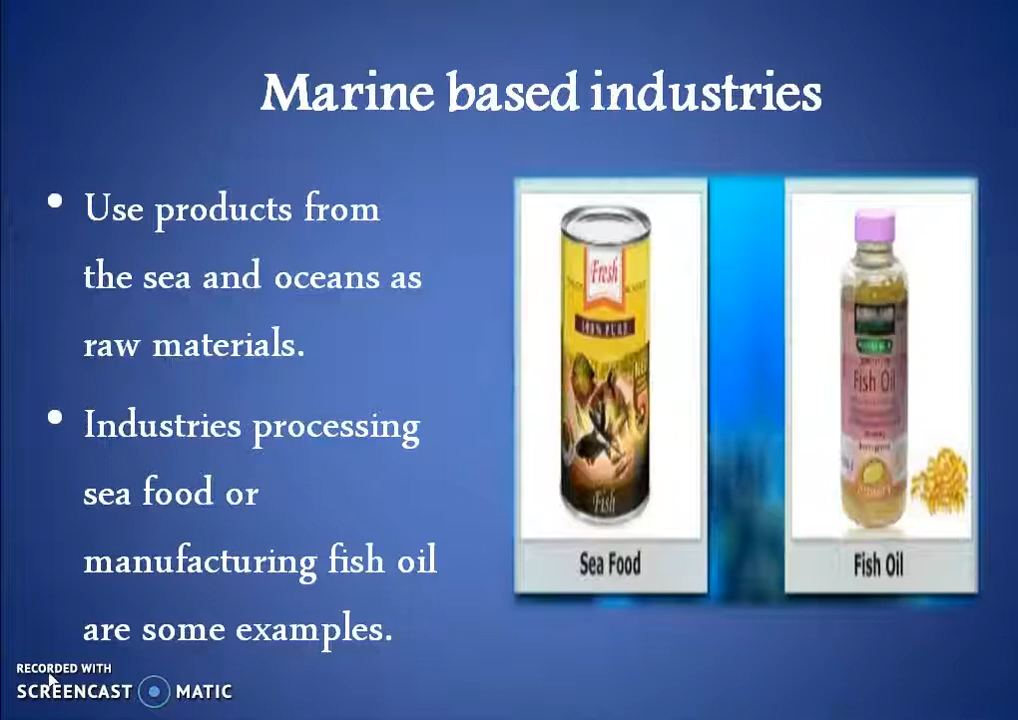 Marine based industries
• Use products from
the sea and oceans as
raw materials.
• Industries processing
sea food or
manufacturing fish oil
are some examples.
Fresh
100% PURE
Fish
Sea Food
KIRKLAND
Fish Oil
Fish Oil
RECORDED WITH
SCREENCAST MATIC